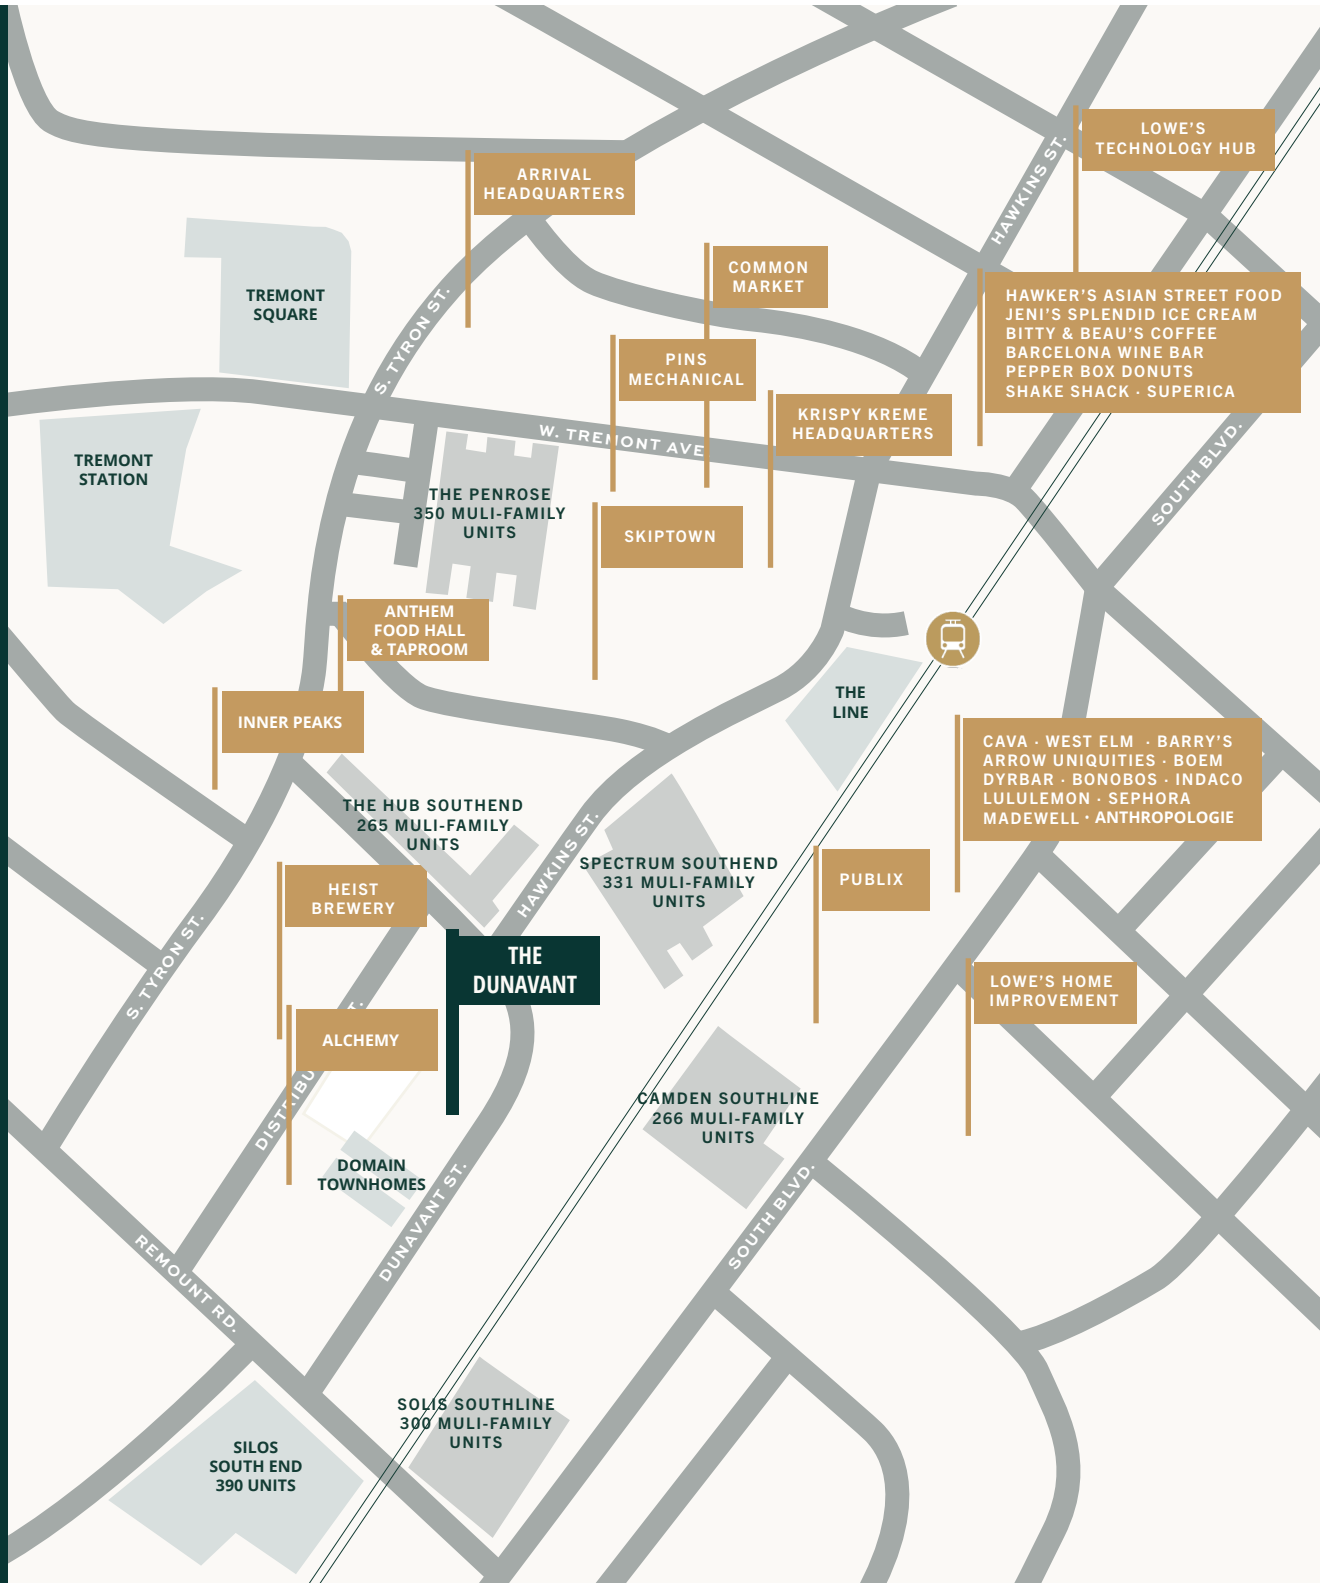 LOWE'S
TECHNOLOGY HUB
HAWKINS ST.
ARRIVAL
HEADQUARTERS
COMMON
MARKET
TREMONT
SQUARE
S. TYRON ST.
HAWKER'S ASIAN STREET FOOD
JENI'S SPLENDID ICE CREAM
BITTY & BEAU'S COFFEE
BARCELONA WINE BAR
PEPPER BOX DONUTS
SHAKE SHACK · SUPERICA
PINS
MECHANICAL
KRISPY KREME
HEADQUARTERS
W. TREMONT AVE
SOUTH BLVD.
TREMONT
STATION
THE PENROSE
350 MULI-FAMILY
UNITS
SKIPTOWN
ANTHEM
FOOD HALL
& TAPROOM
INNER PEAKS
THE
LINE
CAVA · WEST ELM · BARRY'S
ARROW UNIQUITIES · BOEM
DYRBAR · BONOBOS · INDACO
LULULEMON · SEPHORA
MADEWELL · ANTHROPOLOGIE
THE HUB SOUTHEND
265 MULI-FAMILY
UNITS
HAWKINS ST.
SPECTRUM SOUTHEND
331 MULI-FAMILY
UNITS
PUBLIX
HEIST
BREWERY
THE
DUNAVANT
S. TYRON ST.
LOWE'S HOME
IMPROVEMENT
ALCHEMY
DISTRIBU T.
CAMDEN SOUTHLINE
266 MULI-FAMILY
UNITS
DOMAIN
TOWNHOMES
DUNAVANT ST.
SOUTH BLVD.
REMOUNT RD.
SOLIS SOUTHLINE
300 MULI-FAMILY
UNITS
SILOS
SOUTH END
390 UNITS